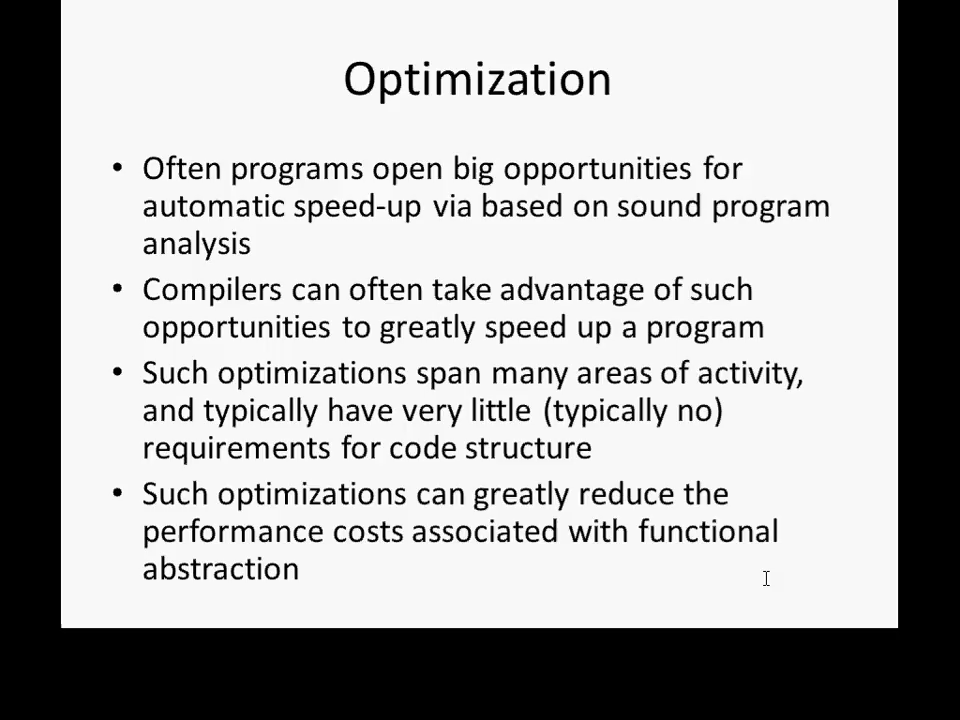 Optimization
• Often programs open big opportunities for
automatic speed-up via based on sound program
analysis
• Compilers can often take advantage of such
opportunities to greatly speed up a program
• Such optimizations span many areas of activity,
and typically have very little (typically no)
requirements for code structure
• Such optimizations can greatly reduce the
performance costs associated with functional
abstraction